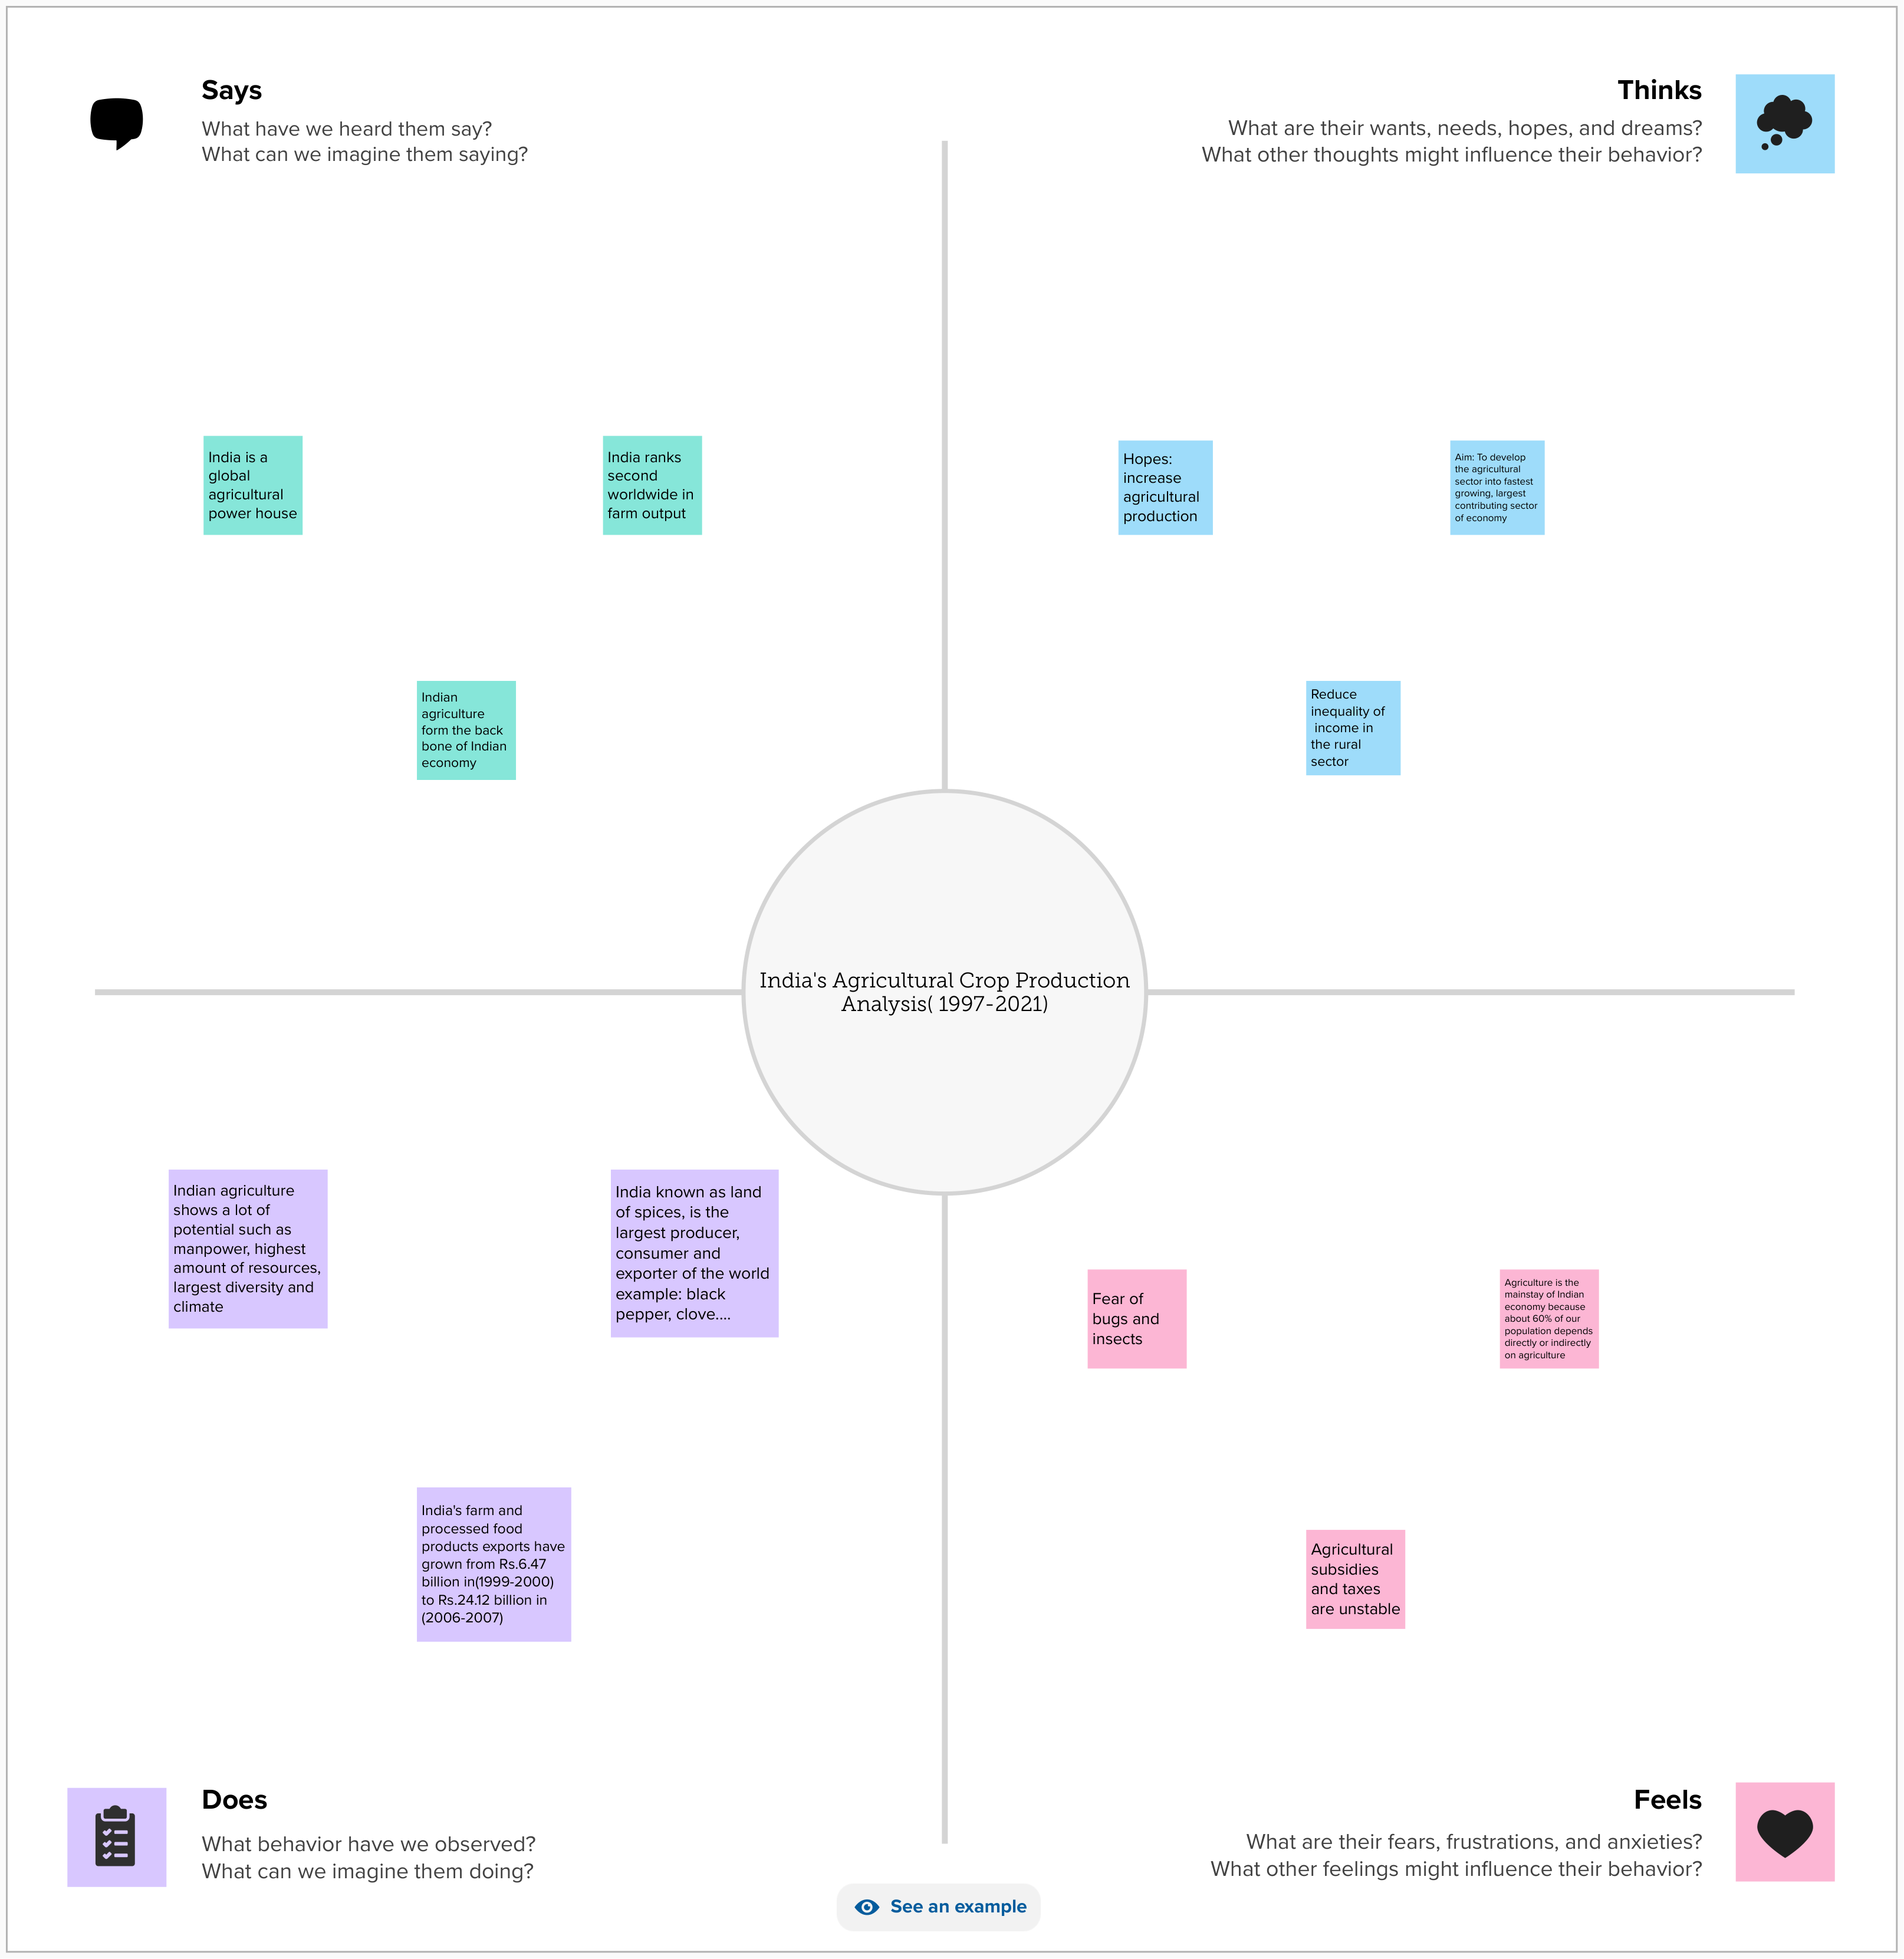 Says
What have we heard them say?
What can we imagine them saying?
Thinks
What are their wants, needs, hopes, and dreams?
What other thoughts might influence their behavior?
India is a
global
agricultural
power house
India ranks
second
worldwide in
farm output
Indian
agriculture
form the back
bone of Indian
economy
Hopes:
increase
agricultural
production
Aim: To develop
the agricultural
sector into fastest
growing, largest
contributing sector
of economy
Reduce
inequality of
income in
the rural
sector
India's Agricultural Crop Production
Analysis( 1997-2021)
Indian agriculture
shows a lot of
potential such as
manpower, highest
amount of resources,
largest diversity and
climate
India known as land
of spices, is the
largest producer,
consumer and
exporter of the world
example: black
pepper, clove....
India's farm and
processed food
products exports have
grown from Rs.6.47
billion in(1999-2000)
to Rs.24.12 billion in
(2006-2007)
Fear of
bugs and
insects
Agriculture is the
mainstay of Indian
economy because
about 60% of our
population depends
directly or indirectly
on agriculture
Agricultural
subsidies
and taxes
are unstable
Does
What behavior have we observed?
What can we imagine them doing?
Feels
What are their fears, frustrations, and anxieties?
What other feelings might influence their behavior?
See an example